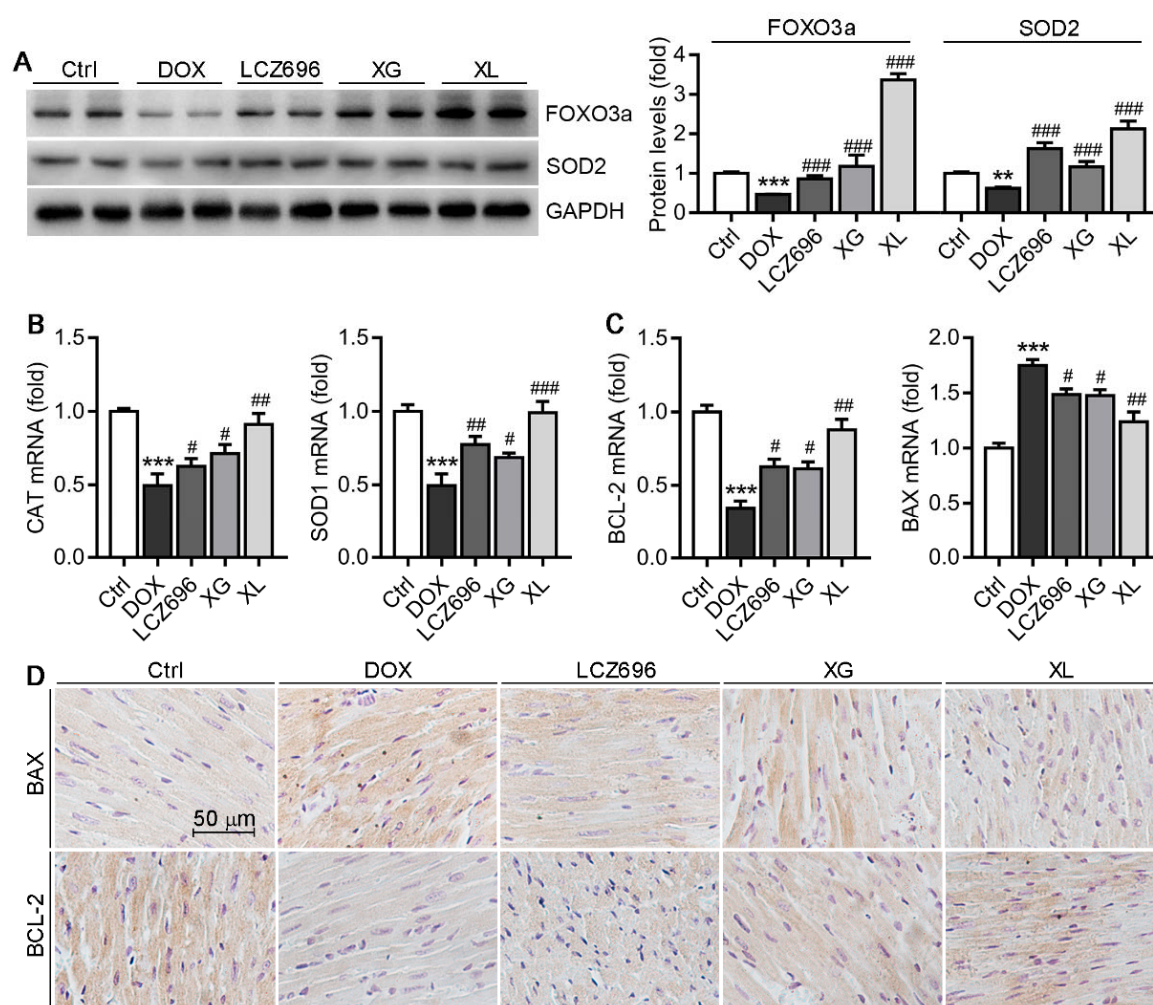 A
Ctrl DOX LCZ696 XG XL
FOXO3a
SOD2
GAPDH
FOXO3a SOD2
Protein levels (fold)
4
3
2
1
0
*** ### ### ### ** ### ### ###
Ctrl DOX LCZ696 XG XL Ctrl DOX LCZ696 XG XL
B
CAT mRNA (fold)
1.5
1.0
0.5
0.0
*** # # ##
Ctrl DOX LCZ696 XG XL
SOD1 mRNA (fold)
1.5
1.0
0.5
0.0
*** ## # ###
Ctrl DOX LCZ696 XG XL
C
BCL-2 mRNA (fold)
1.5
1.0
0.5
0.0
*** # # ##
Ctrl DOX LCZ696 XG XL
BAX mRNA (fold)
2.0
1.5
1.0
0.5
0.0
*** # # ##
Ctrl DOX LCZ696 XG XL
D
Ctrl DOX LCZ696 XG XL
BAX
50 μm
BCL-2